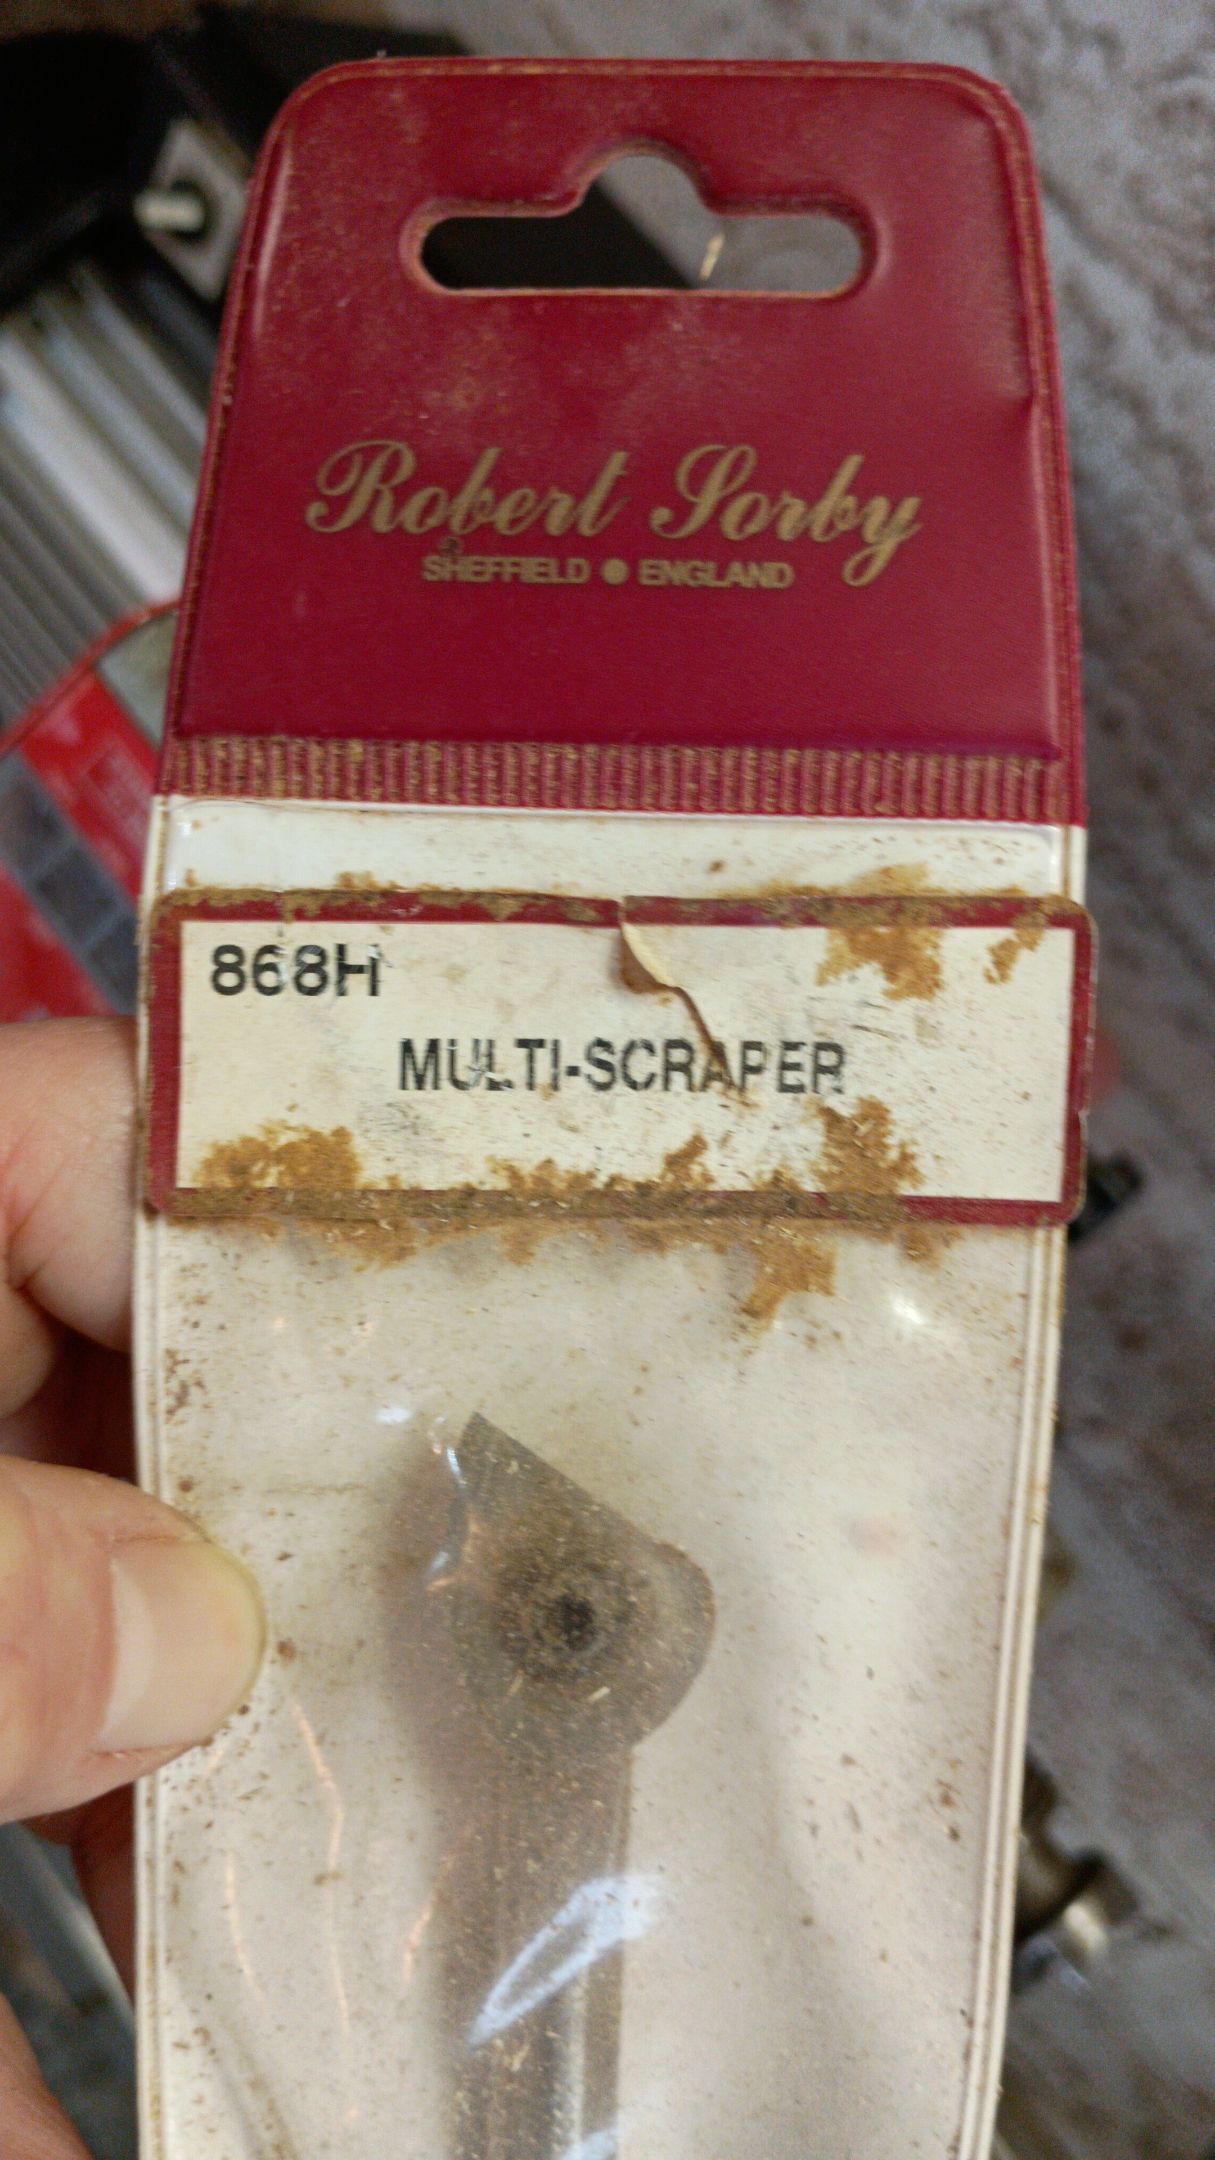 Robert Sorby
SHEFFIELD ● ENGLAND
868H
MULTI-SCRAPER